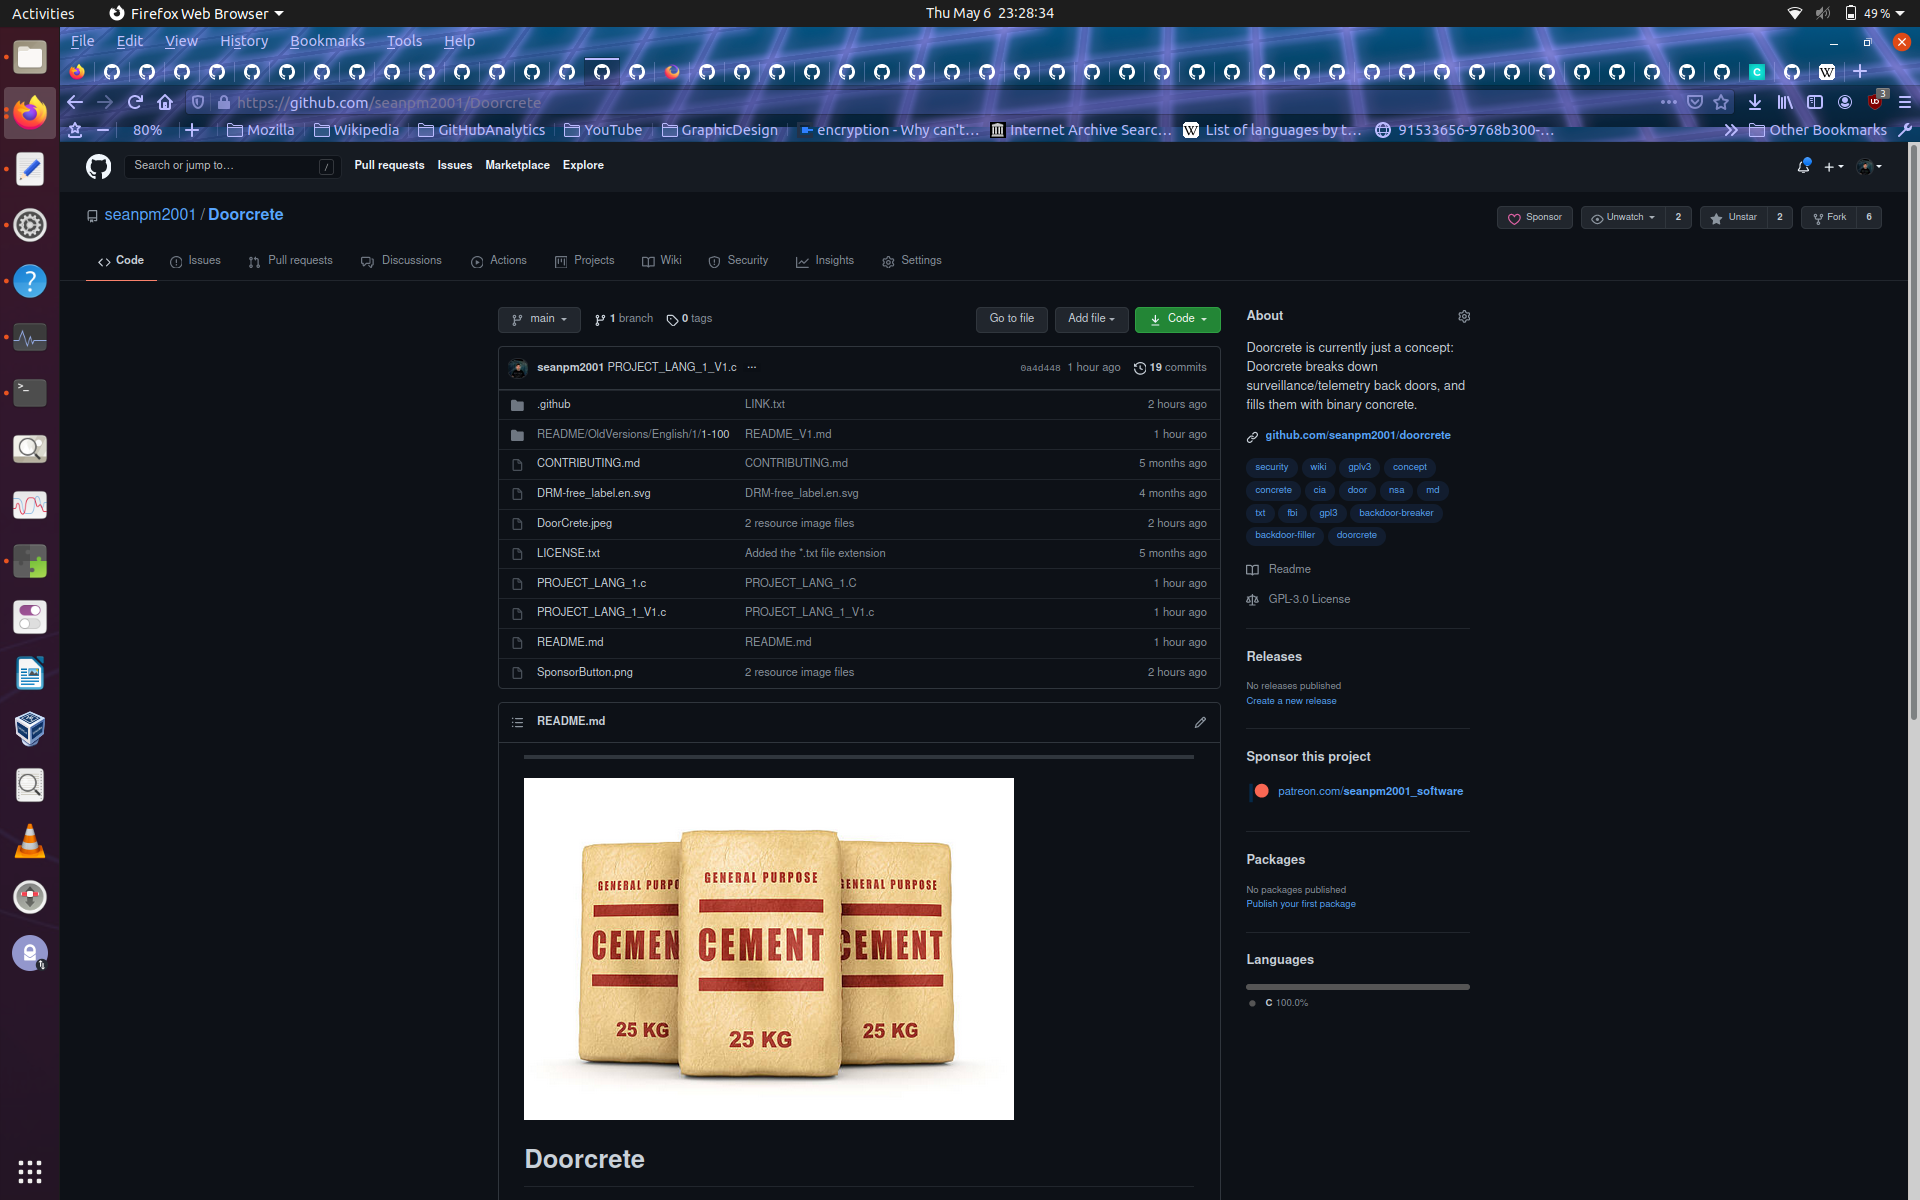 Activities Firefox Web Browser Thu May 6 23:28:34 49 %
File Edit View History Bookmarks Tools Help
https://github.com/seanpm2001/Doorcrete 3
80% Mozilla Wikipedia GitHubAnalytics YouTube GraphicDesign encryption - Why can't… Internet Archive Searc… List of languages by t… 91533656-9768b300-… Other Bookmarks
Search or jump to… / Pull requests Issues Marketplace Explore
seanpm2001 / Doorcrete Sponsor Unwatch 2 Unstar 2 Fork 6
Code Issues Pull requests Discussions Actions Projects Wiki Security Insights Settings
main 1 branch 0 tags Go to file Add file Code
seanpm2001 PROJECT_LANG_1_V1.c ... 0a4d448 1 hour ago 19 commits
.github LINK.txt 2 hours ago
README/OldVersions/English/1/1-100 README_V1.md 1 hour ago
CONTRIBUTING.md CONTRIBUTING.md 5 months ago
DRM-free_label.en.svg DRM-free_label.en.svg 4 months ago
DoorCrete.jpeg 2 resource image files 2 hours ago
LICENSE.txt Added the *.txt file extension 5 months ago
PROJECT_LANG_1.c PROJECT_LANG_1.C 1 hour ago
PROJECT_LANG_1_V1.c PROJECT_LANG_1_V1.c 1 hour ago
README.md README.md 1 hour ago
SponsorButton.png 2 resource image files 2 hours ago
README.md
GENERAL PURPO GENERAL PURPOSE GENERAL PURPOSE
CEMEN CEMENT CEMENT
25 KG 25 KG 25 KG
Doorcrete
About
Doorcrete is currently just a concept:
Doorcrete breaks down
surveillance/telemetry back doors, and
fills them with binary concrete.
github.com/seanpm2001/doorcrete
security wiki gplv3 concept
concrete cia door nsa md
txt fbi gpl3 backdoor-breaker
backdoor-filler doorcrete
Readme
GPL-3.0 License
Releases
No releases published
Create a new release
Sponsor this project
patreon.com/seanpm2001_software
Packages
No packages published
Publish your first package
Languages
C 100.0%